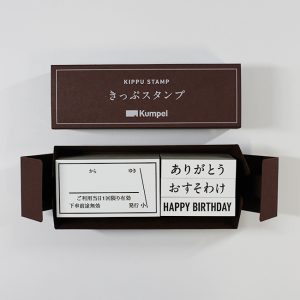 KIPPU STAMP
きっぷスタンプ
Kumpel
から ゆき
ご利用当日1回限り有効
下車前途無効 発行 小
ありがとう
おすそわけ
HAPPY BIRTHDAY